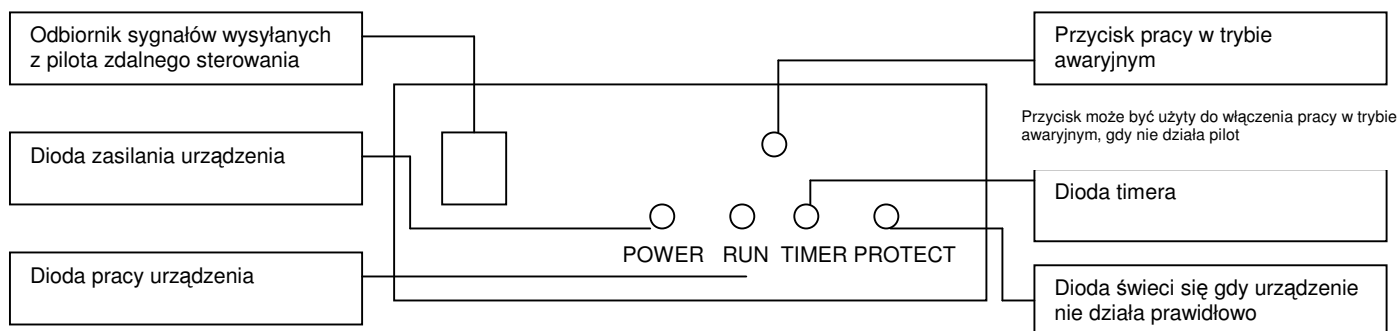 Odbiornik sygnałów wysyłanych
z pilota zdalnego sterowania
Przycisk pracy w trybie
awaryjnym
Przycisk może być użyty do włączenia pracy w trybie
awaryjnym, gdy nie działa pilot
Dioda zasilania urządzenia
Dioda timera
POWER RUN TIMER PROTECT
Dioda pracy urządzenia
Dioda świeci się gdy urządzenie
nie działa prawidłowo